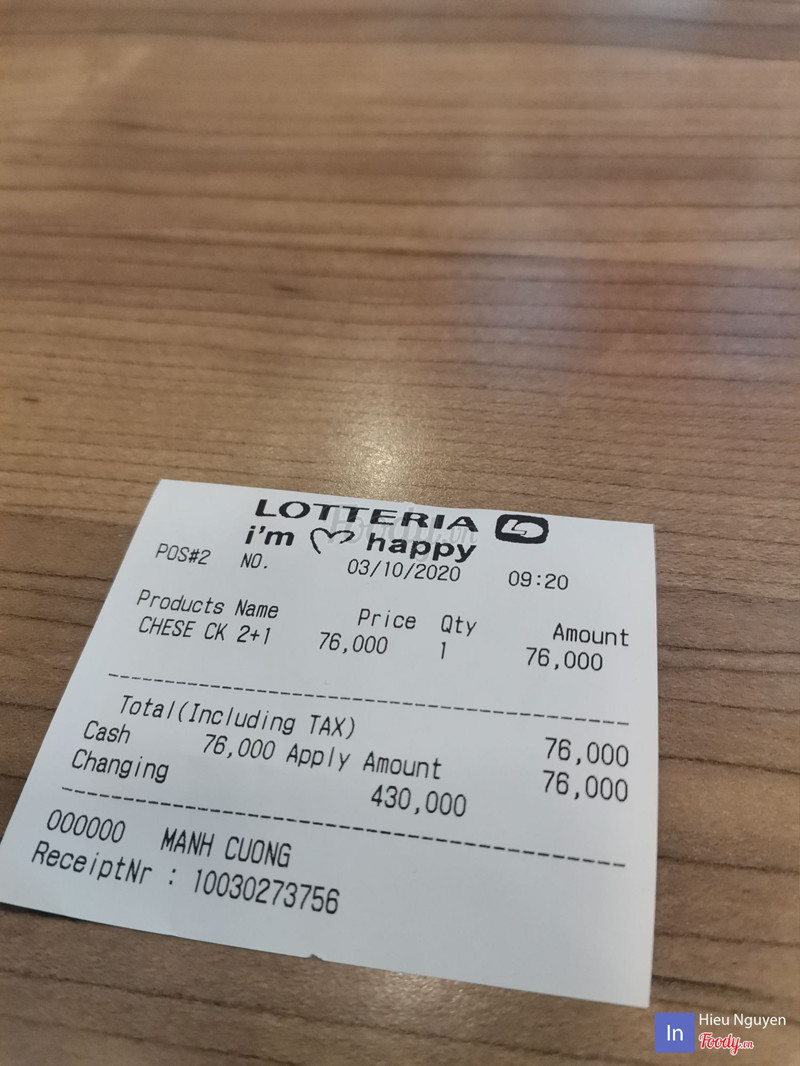 LOTTERIA
i'm happy
POS#2 NO. 03/10/2020 09:20
Products Name Price Qty Amount
CHESE CK 2+1 76,000 1 76,000
Total(Including TAX) 76,000
Cash 76,000 Apply Amount 76,000
Changing 430,000
000000 MANH CUONG
ReceiptNr : 10030273756
In Hieu Nguyen
Foody.vn